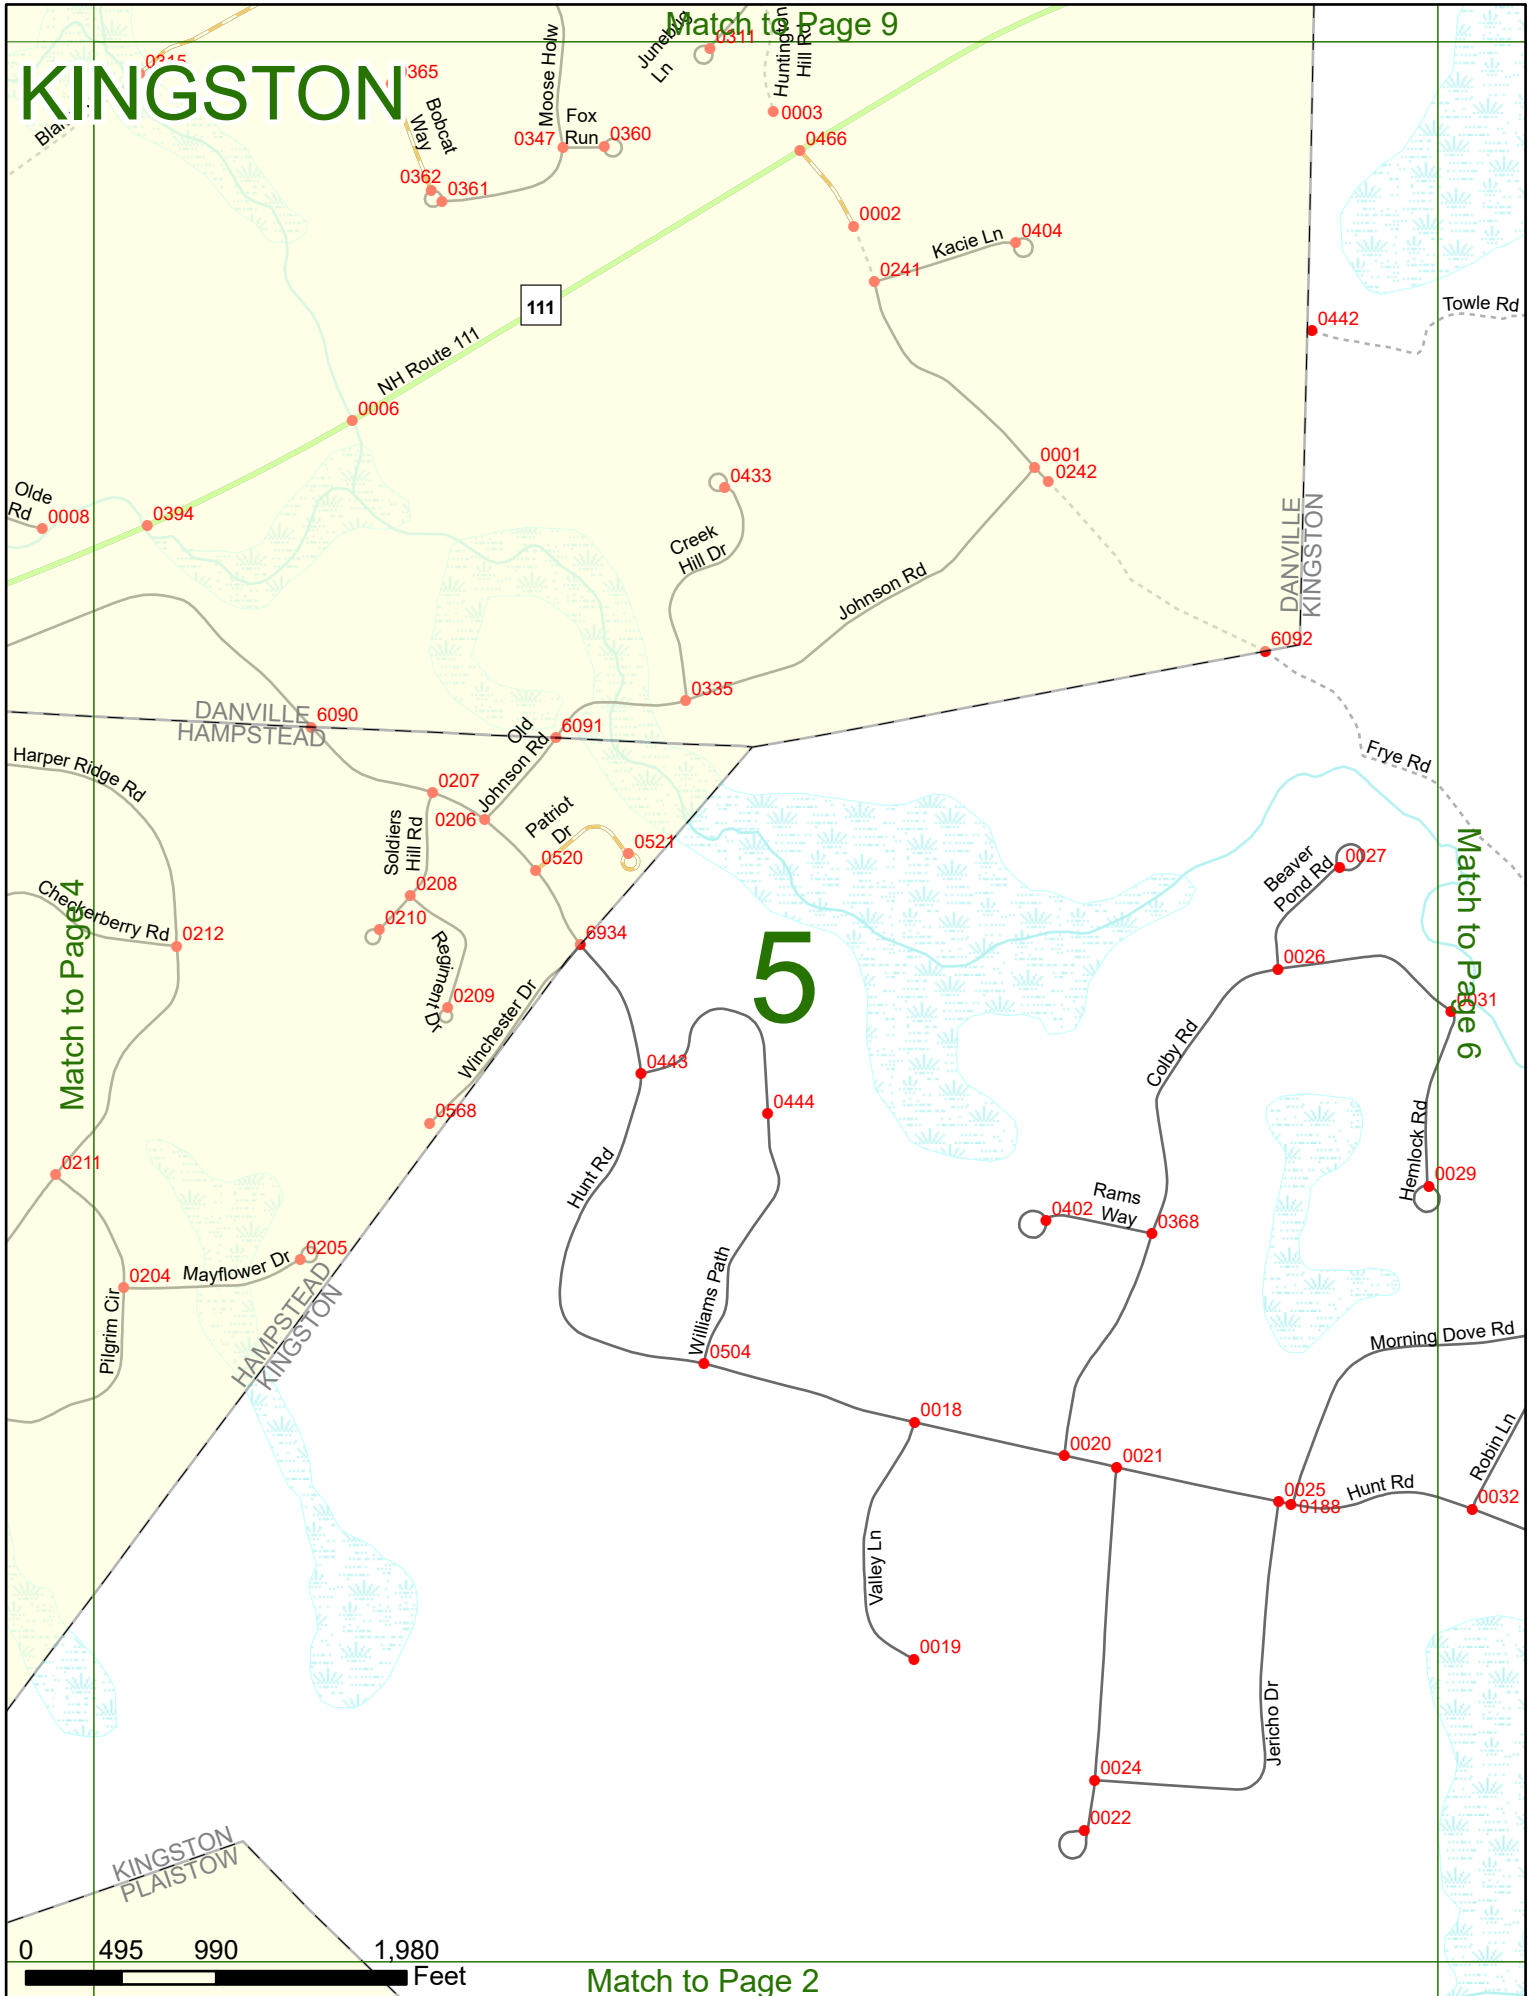 Match to Page 9
KINGSTON
0315
0365
Bobcat
Way
Moose Holw
Junebug
Ln
0311
Huntington
Hill Rd
0003
Fox
Run
0347
0360
0466
0362
0361
0002
Kacie Ln
0404
0241
111
0442
Towle Rd
NH Route 111
0006
0001
0242
0433
Olde
Rd
0008
0394
Creek
Hill Dr
DANVILLE
KINGSTON
Johnson Rd
6092
0335
DANVILLE
HAMPSTEAD
6090
6091
Old
Johnson Rd
Harper Ridge Rd
Frye Rd
0207
0206
Patriot
Dr
Soldiers
Hill Rd
0521
0520
Beaver
Pond Rd
0027
Match to Page 6
Checkerberry Rd
Match to Page 4
0208
0210
0212
Regiment Dr
6934
5
0026
0209
0031
Winchester Dr
Colby Rd
0443
0444
0568
Hemlock Rd
0211
Hunt Rd
0029
Rams
Way
0402
0368
0205
Mayflower Dr
0204
Pilgrim Cir
HAMPSTEAD
KINGSTON
Williams Path
0504
Morning Dove Rd
0018
0020
0021
Robin Ln
0025
0188
Hunt Rd
0032
Valley Ln
0019
Jericho Dr
0024
0022
KINGSTON
PLAISTOW
0 495 990 1,980
Feet
Match to Page 2